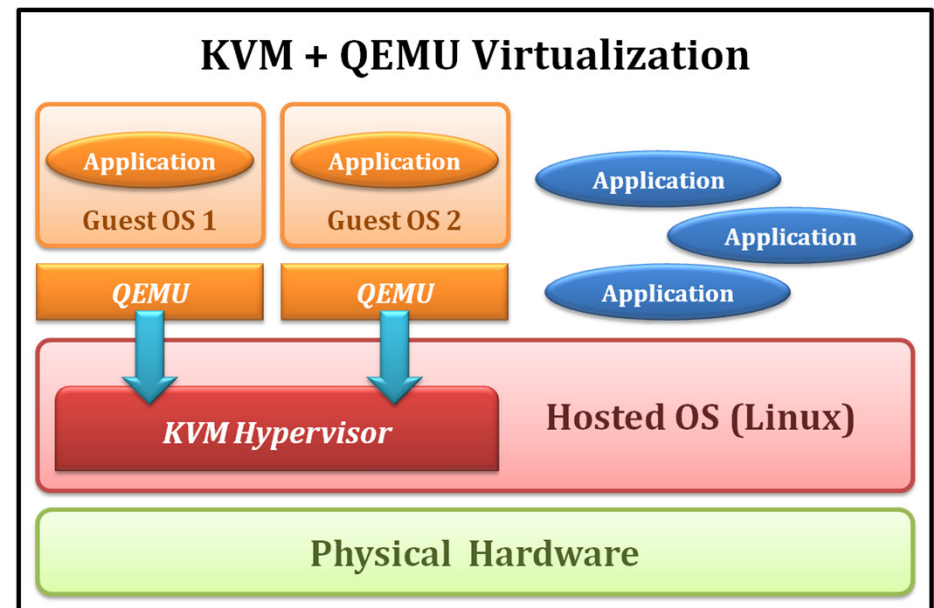 KVM + QEMU Virtualization
Application
Guest OS 1
Application
Guest OS 2
Application
Application
Application
QEMU
QEMU
KVM Hypervisor
Hosted OS (Linux)
Physical Hardware